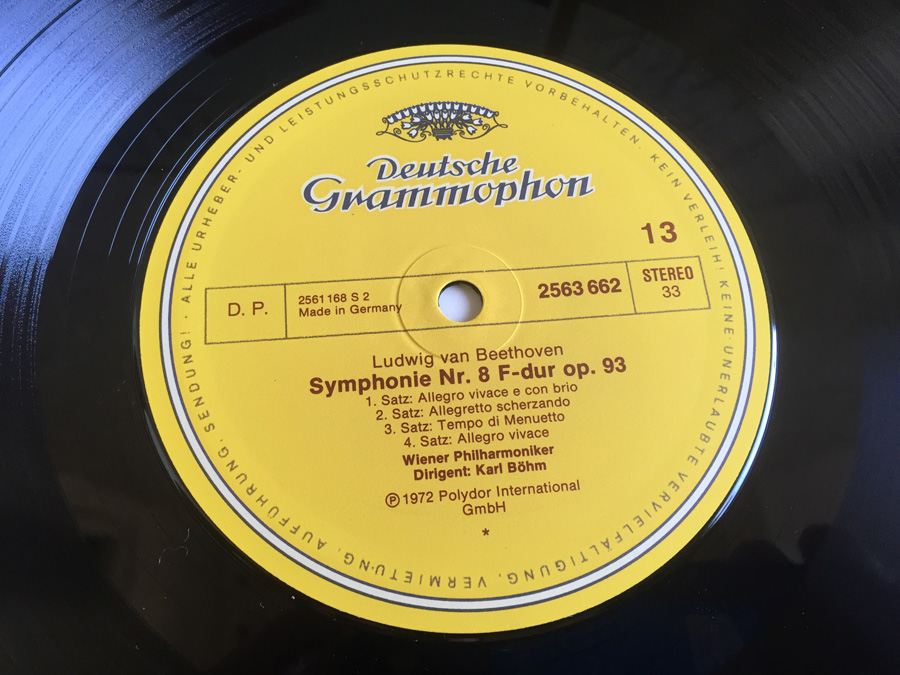 · ALLE URHEBER- UND LEISTUNGSSCHUTZRECHTE VORBEHALTEN. KEIN VERLEIH! KEINE UNERLAUBTE VERVIELFÄLTIGUNG, VERMIETUNG, AUFFÜHRUNG, SENDUNG!
Deutsche
Grammophon
13
D. P.
2561 168 S 2
Made in Germany
2563 662
STEREO
33
Ludwig van Beethoven
Symphonie Nr. 8 F-dur op. 93
1. Satz: Allegro vivace e con brio
2. Satz: Allegretto scherzando
3. Satz: Tempo di Menuetto
4. Satz: Allegro vivace
Wiener Philharmoniker
Dirigent: Karl Böhm
℗ 1972 Polydor International
GmbH
*